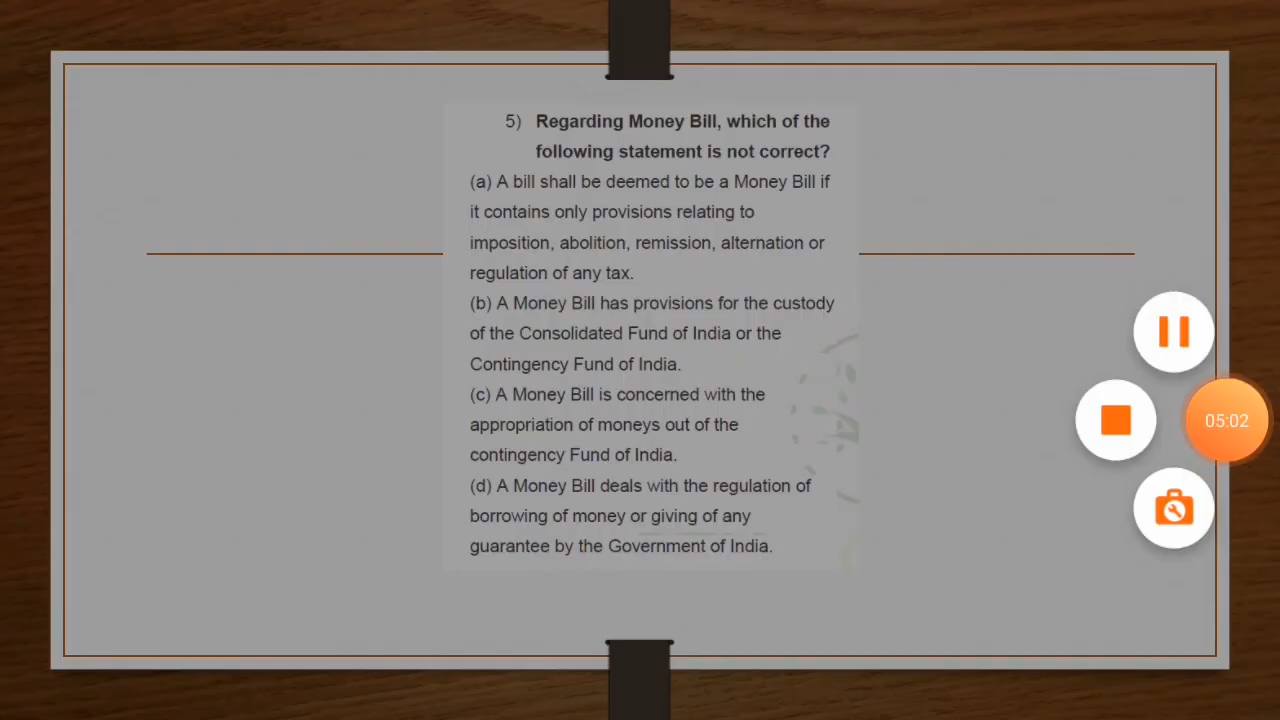 5) Regarding Money Bill, which of the
following statement is not correct?
(a) A bill shall be deemed to be a Money Bill if
it contains only provisions relating to
imposition, abolition, remission, alternation or
regulation of any tax.
(b) A Money Bill has provisions for the custody
of the Consolidated Fund of India or the
Contingency Fund of India.
(c) A Money Bill is concerned with the
appropriation of moneys out of the
contingency Fund of India.
(d) A Money Bill deals with the regulation of
borrowing of money or giving of any
guarantee by the Government of India.
05:02